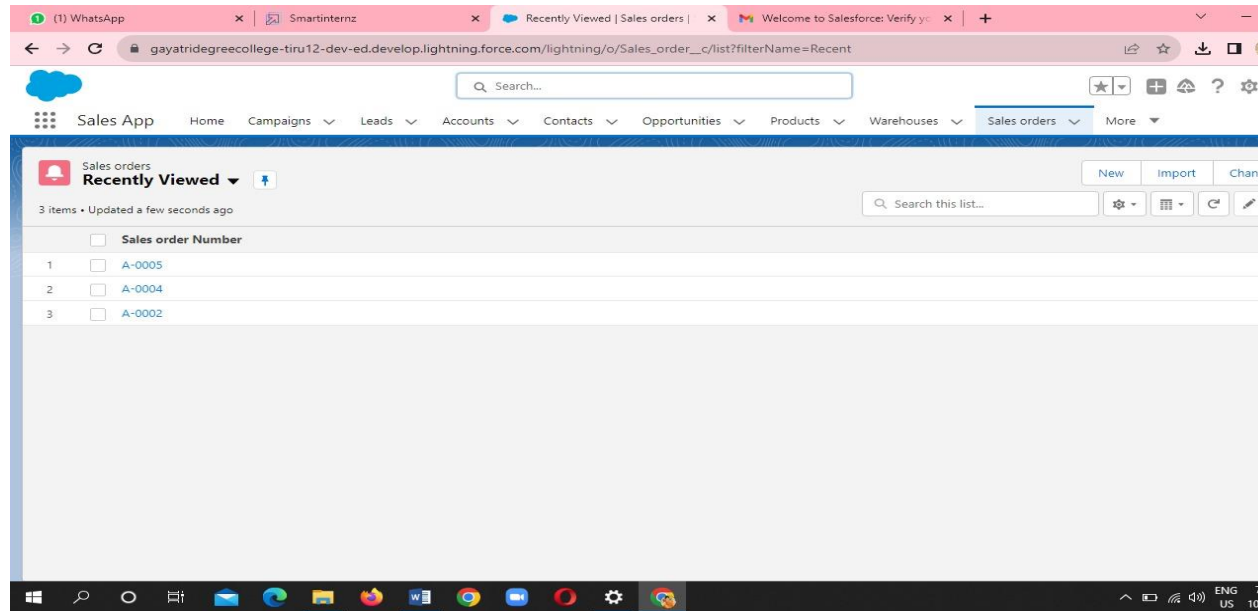 (1) WhatsApp
Smartinternz
Recently Viewed | Sales orders |
Welcome to Salesforce: Verify yo
gayatridegreecollege-tiru12-dev-ed.develop.lightning.force.com/lightning/o/Sales_order__c/list?filterName=Recent
Search...
Sales App Home Campaigns Leads Accounts Contacts Opportunities Products Warehouses Sales orders More
Sales orders
Recently Viewed
New Import Chan
3 items • Updated a few seconds ago
Search this list...
Sales order Number
1 A-0005
2 A-0004
3 A-0002
ENG
US 10